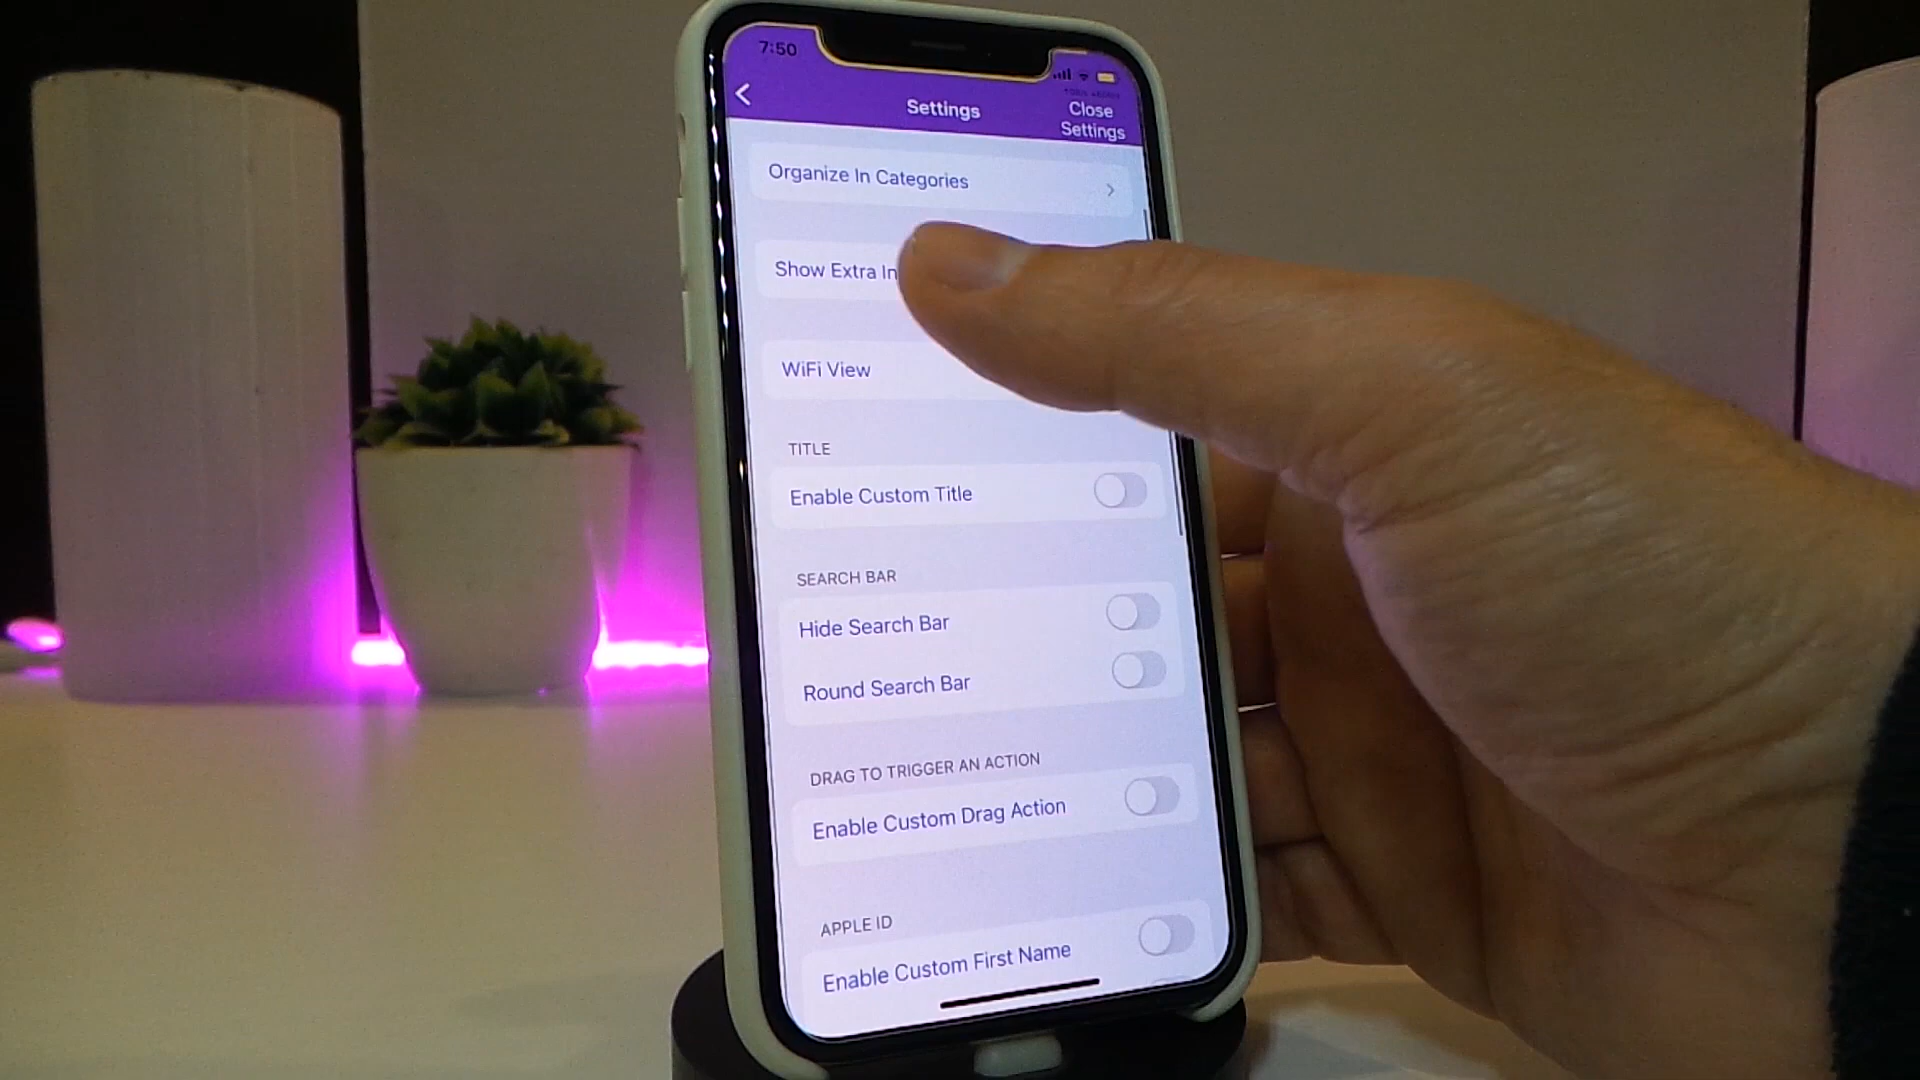 7:50
Settings
Close
Settings
Organize In Categories
Show Extra In
WiFi View
TITLE
Enable Custom Title
SEARCH BAR
Hide Search Bar
Round Search Bar
DRAG TO TRIGGER AN ACTION
Enable Custom Drag Action
APPLE ID
Enable Custom First Name